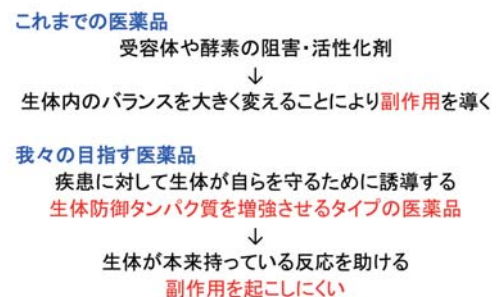 これまでの医薬品
受容体や酵素の阻害・活性化剤
↓
生体内のバランスを大きく変えることにより副作用を導く
我々の目指す医薬品
疾患に対して生体が自らを守るために誘導する
生体防御タンパク質を増強させるタイプの医薬品
↓
生体が本来持っている反応を助ける
副作用を起こしにくい